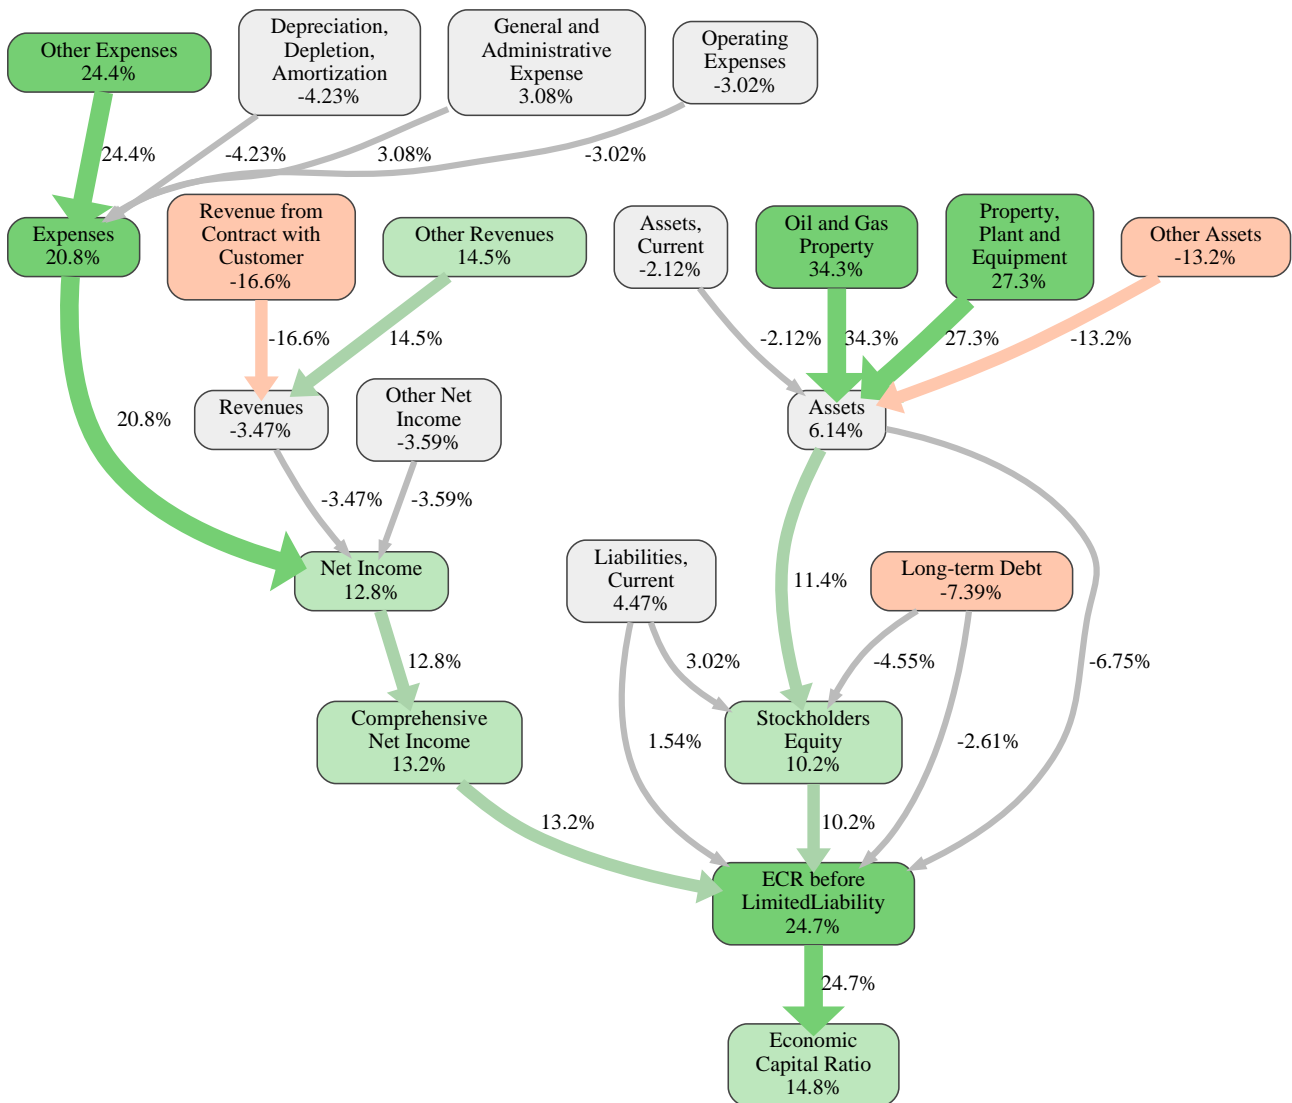 Other Expenses
24.4%
Depreciation,
Depletion,
Amortization
-4.23%
General and
Administrative
Expense
3.08%
Operating
Expenses
-3.02%
24.4%
-4.23%
3.08%
-3.02%
Expenses
20.8%
Revenue from
Contract with
Customer
-16.6%
Other Revenues
14.5%
Assets,
Current
-2.12%
Oil and Gas
Property
34.3%
Property,
Plant and
Equipment
27.3%
Other Assets
-13.2%
-16.6%
14.5%
-2.12%
34.3%
27.3%
-13.2%
20.8%
Revenues
-3.47%
Other Net
Income
-3.59%
Assets
6.14%
-3.47%
-3.59%
Net Income
12.8%
Liabilities,
Current
4.47%
11.4%
Long-term Debt
-7.39%
12.8%
3.02%
-4.55%
-6.75%
Comprehensive
Net Income
13.2%
1.54%
Stockholders
Equity
10.2%
-2.61%
13.2%
10.2%
ECR before
LimitedLiability
24.7%
24.7%
Economic
Capital Ratio
14.8%